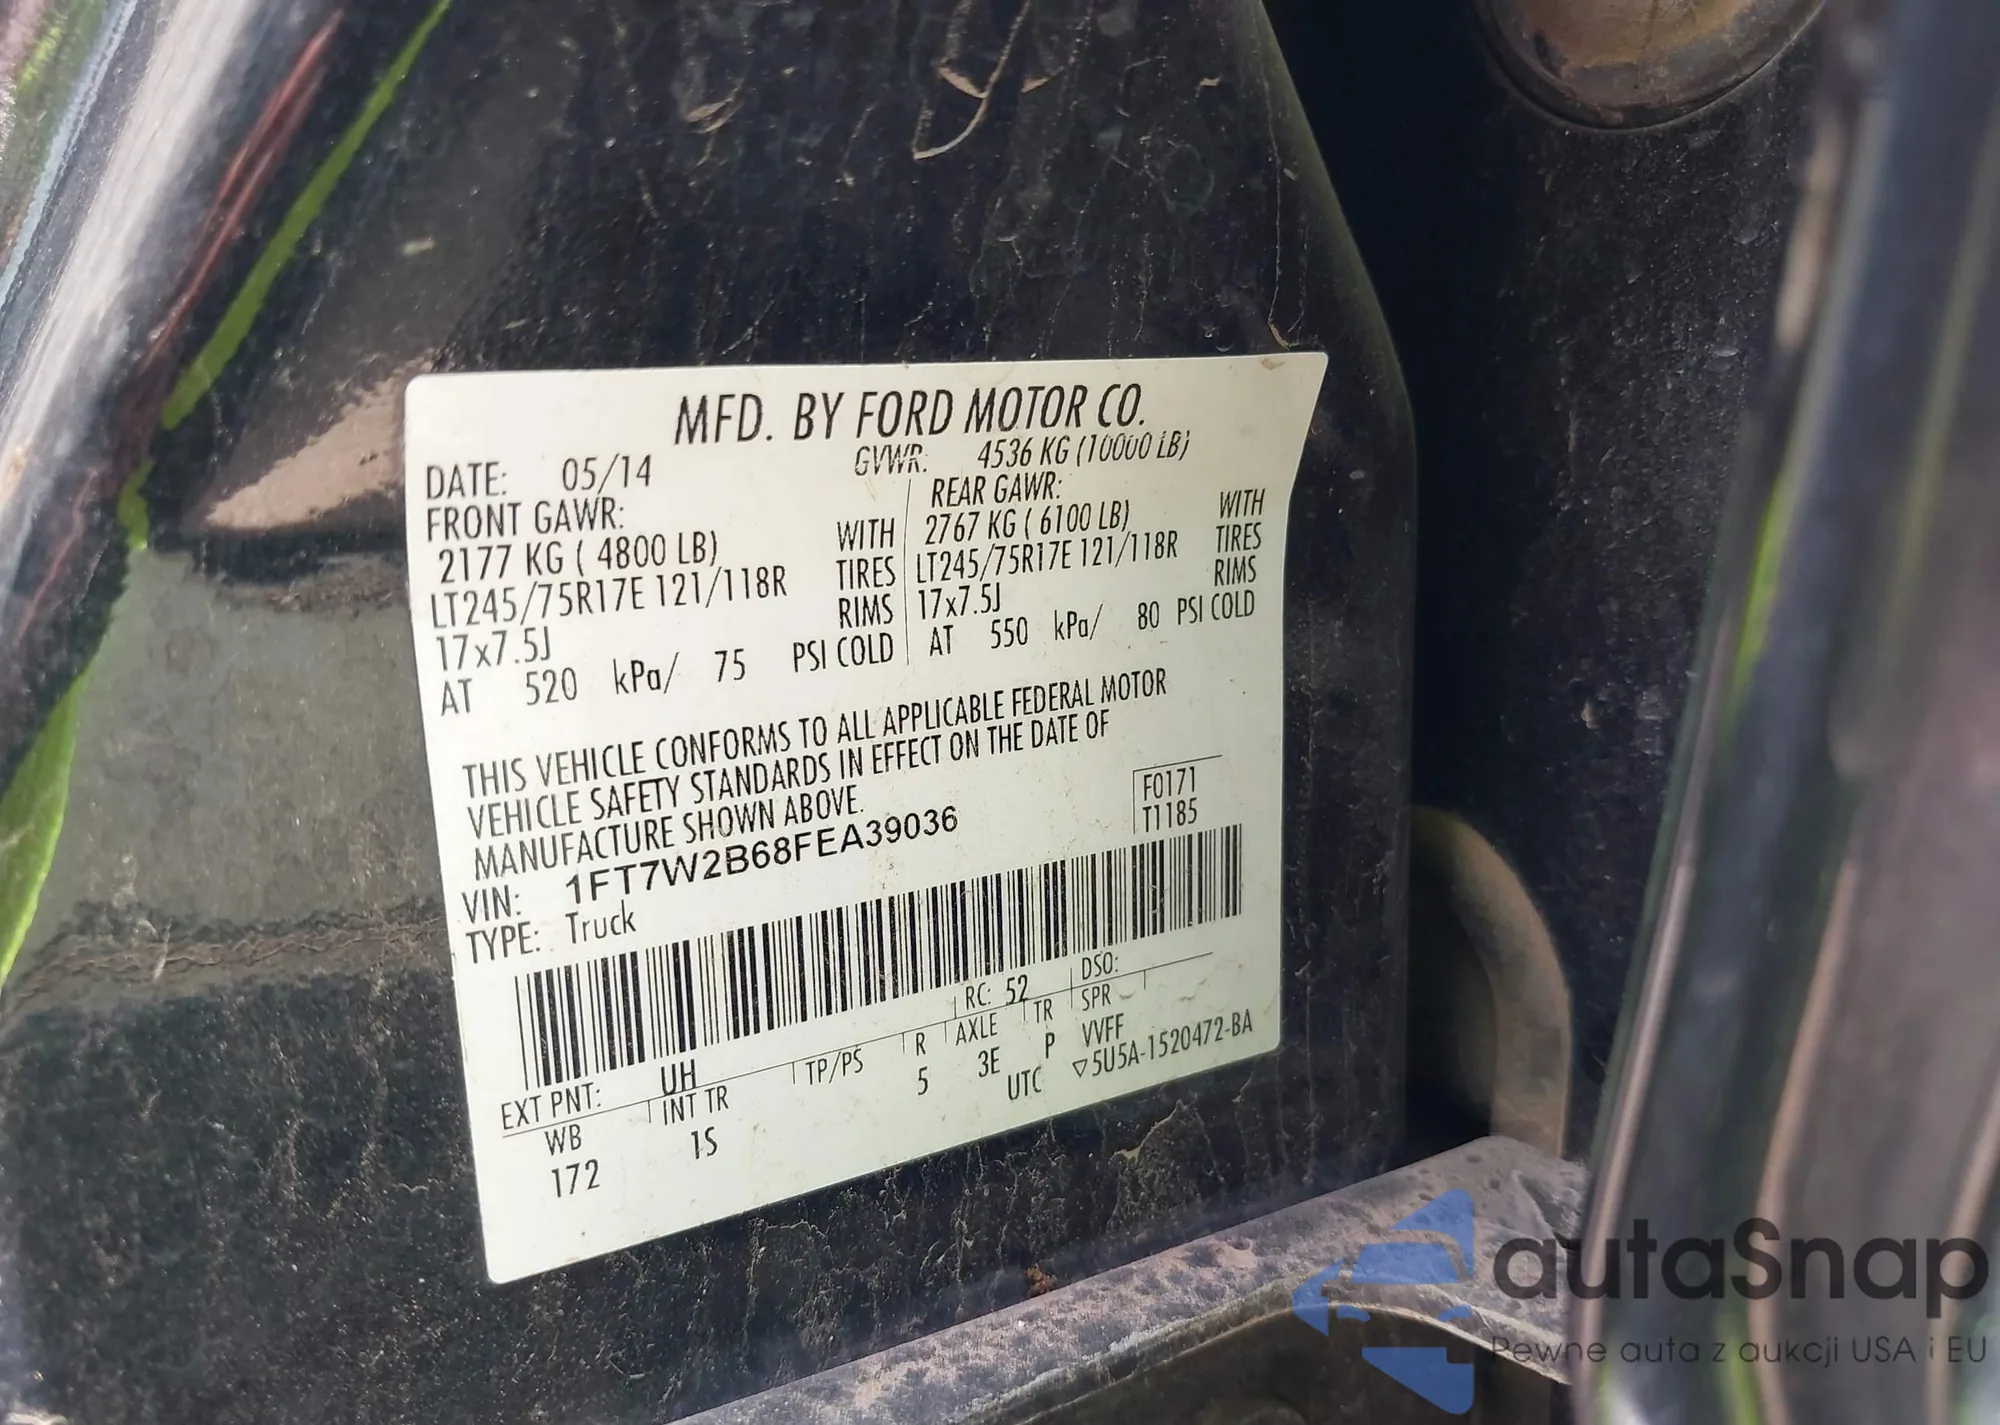 MFD. BY FORD MOTOR CO.
DATE: 05/14 GVWR: 4536 KG (10000 LB)
FRONT GAWR: REAR GAWR:
2177 KG ( 4800 LB) WITH 2767 KG ( 6100 LB) WITH
LT245/75R17E 121/118R TIRES LT245/75R17E 121/118R TIRES
17x7.5J RIMS 17x7.5J RIMS
AT 520 kPa/ 75 PSI COLD AT 550 kPa/ 80 PSI COLD
THIS VEHICLE CONFORMS TO ALL APPLICABLE FEDERAL MOTOR
VEHICLE SAFETY STANDARDS IN EFFECT ON THE DATE OF
MANUFACTURE SHOWN ABOVE.
F0171
T1185
VIN: 1FT7W2B68FEA39036
TYPE: Truck
EXT PNT: UH RC: 52 DSO:
WB INT TR TP/PS R AXLE TR SPR
172 1S 5 3E P VVFF
UTC ▽5U5A-1520472-BA
autaSnap
Pewne auta z aukcji USA i EU